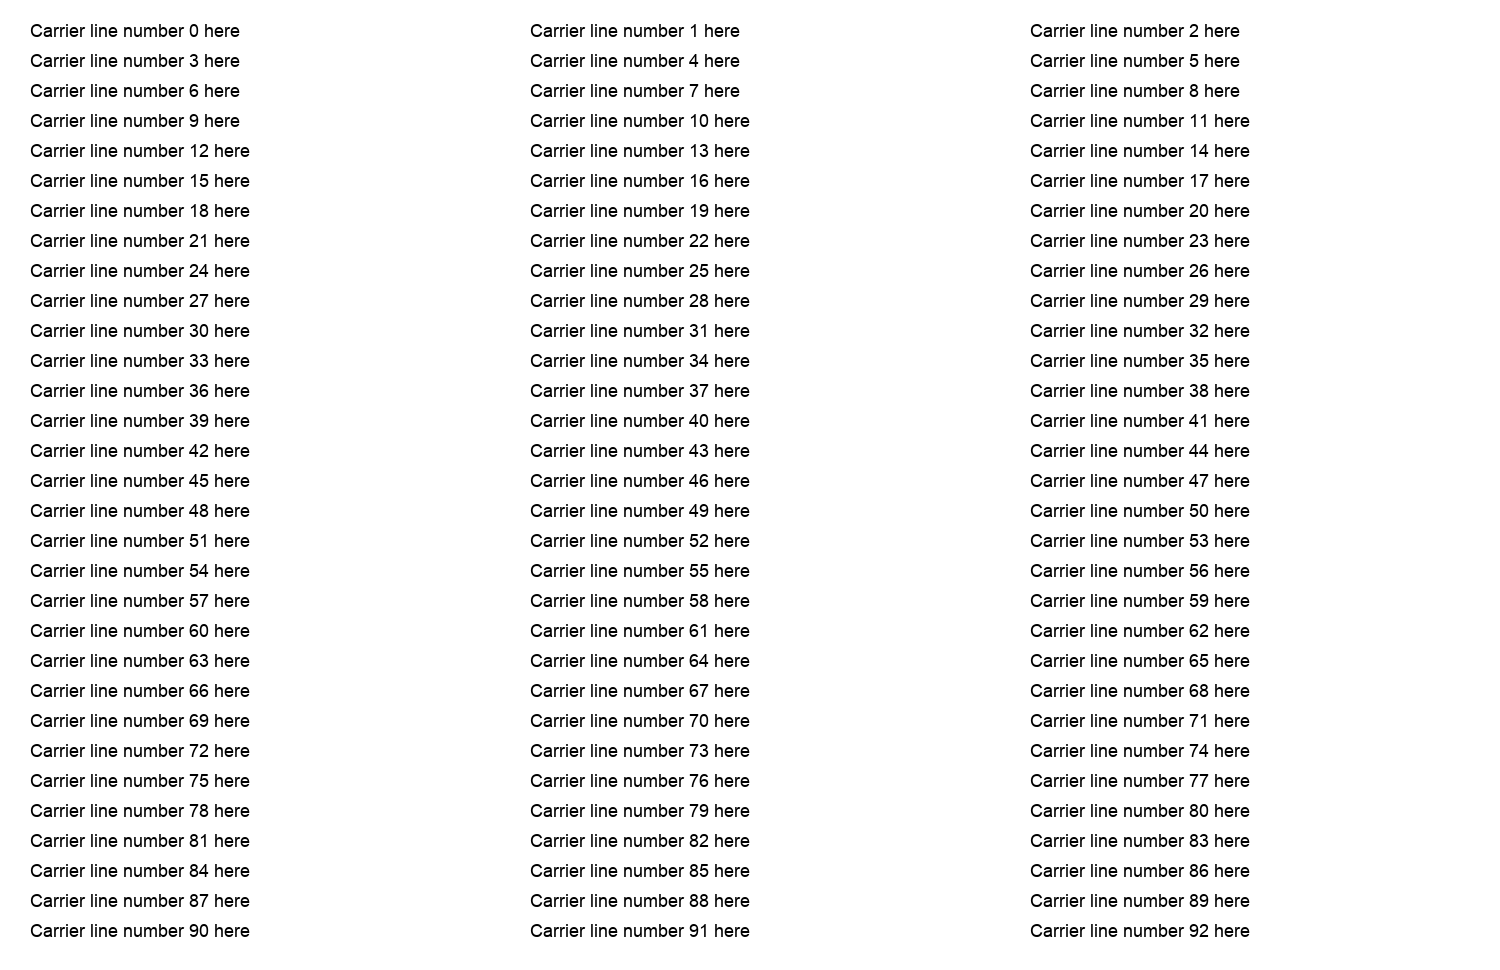 Carrier line number 0 here
Carrier line number 1 here
Carrier line number 2 here
Carrier line number 3 here
Carrier line number 4 here
Carrier line number 5 here
Carrier line number 6 here
Carrier line number 7 here
Carrier line number 8 here
Carrier line number 9 here
Carrier line number 10 here
Carrier line number 11 here
Carrier line number 12 here
Carrier line number 13 here
Carrier line number 14 here
Carrier line number 15 here
Carrier line number 16 here
Carrier line number 17 here
Carrier line number 18 here
Carrier line number 19 here
Carrier line number 20 here
Carrier line number 21 here
Carrier line number 22 here
Carrier line number 23 here
Carrier line number 24 here
Carrier line number 25 here
Carrier line number 26 here
Carrier line number 27 here
Carrier line number 28 here
Carrier line number 29 here
Carrier line number 30 here
Carrier line number 31 here
Carrier line number 32 here
Carrier line number 33 here
Carrier line number 34 here
Carrier line number 35 here
Carrier line number 36 here
Carrier line number 37 here
Carrier line number 38 here
Carrier line number 39 here
Carrier line number 40 here
Carrier line number 41 here
Carrier line number 42 here
Carrier line number 43 here
Carrier line number 44 here
Carrier line number 45 here
Carrier line number 46 here
Carrier line number 47 here
Carrier line number 48 here
Carrier line number 49 here
Carrier line number 50 here
Carrier line number 51 here
Carrier line number 52 here
Carrier line number 53 here
Carrier line number 54 here
Carrier line number 55 here
Carrier line number 56 here
Carrier line number 57 here
Carrier line number 58 here
Carrier line number 59 here
Carrier line number 60 here
Carrier line number 61 here
Carrier line number 62 here
Carrier line number 63 here
Carrier line number 64 here
Carrier line number 65 here
Carrier line number 66 here
Carrier line number 67 here
Carrier line number 68 here
Carrier line number 69 here
Carrier line number 70 here
Carrier line number 71 here
Carrier line number 72 here
Carrier line number 73 here
Carrier line number 74 here
Carrier line number 75 here
Carrier line number 76 here
Carrier line number 77 here
Carrier line number 78 here
Carrier line number 79 here
Carrier line number 80 here
Carrier line number 81 here
Carrier line number 82 here
Carrier line number 83 here
Carrier line number 84 here
Carrier line number 85 here
Carrier line number 86 here
Carrier line number 87 here
Carrier line number 88 here
Carrier line number 89 here
Carrier line number 90 here
Carrier line number 91 here
Carrier line number 92 here